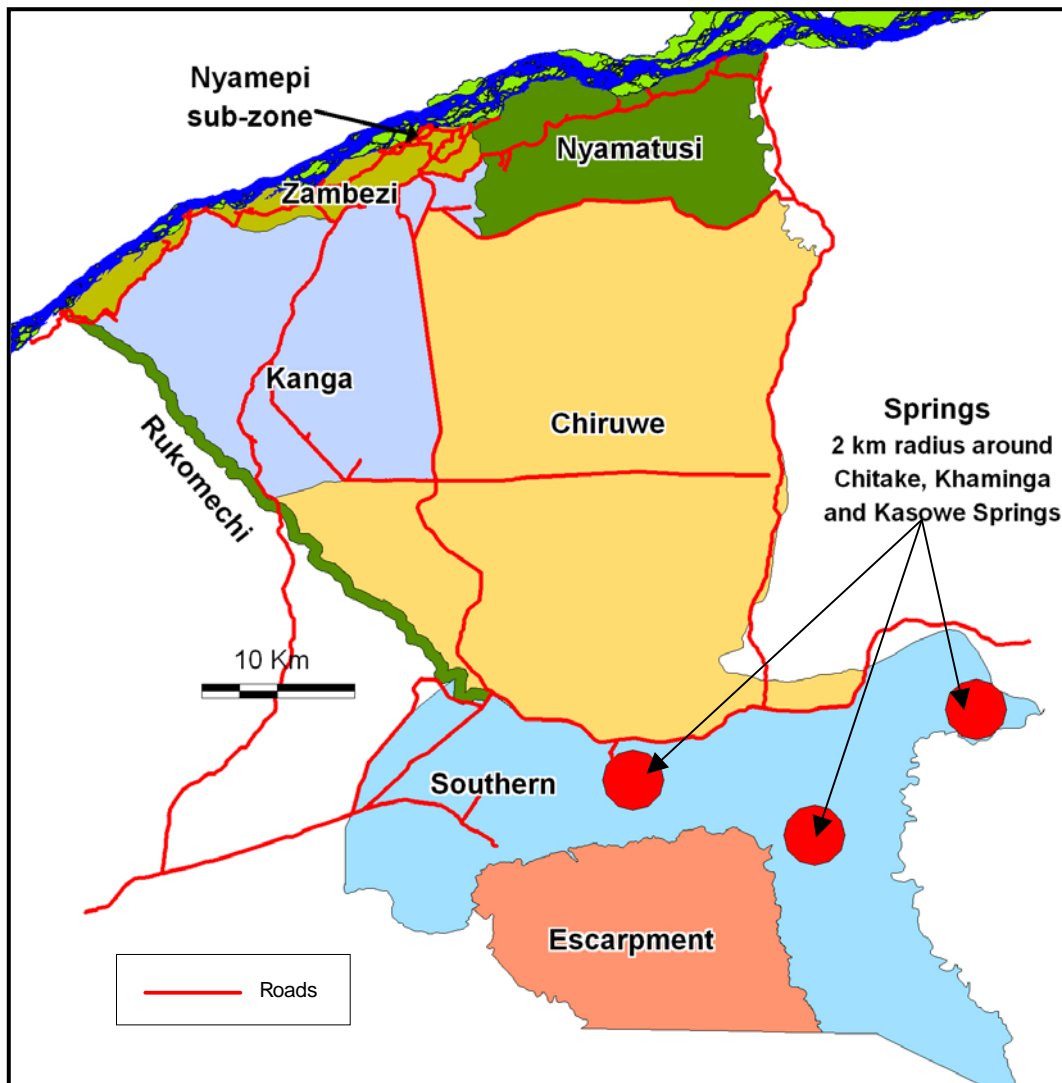 Nyamepi
sub-zone
Nyamatusi
Zambezi
Kanga
Chiruwe
Rukomechi
Springs
2 km radius around
Chitake, Khaminga
and Kasowe Springs
10 Km
Southern
Escarpment
Roads